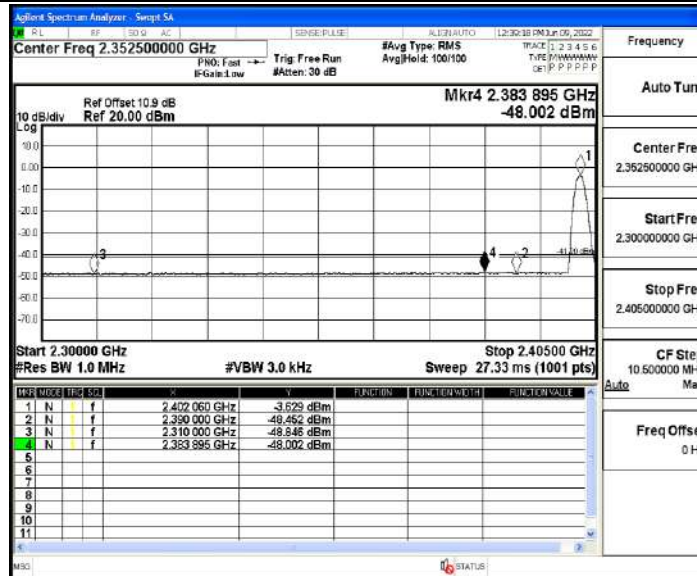 Agilent Spectrum Analyzer - Swept SA
RL RF 50 Ω AC SENSE:PULSE ALIGNAUTO 12:39:18 PM Jun 09, 2022
Center Freq 2.352500000 GHz
PNO: Fast
IFGain:Low
Trig: Free Run
#Atten: 30 dB
#Avg Type: RMS
Avg|Hold: 100/100
TRACE 1 2 3 4 5 6
TYPE MWWWWW
DET P P P P P P
Ref Offset 10.9 dB
10 dB/div Ref 20.00 dBm
Mkr4 2.383 895 GHz
-48.002 dBm
Log
10.0
0.00
-10.0
-20.0
-30.0
-40.0
-50.0
-60.0
-70.0
1
3
4
2
Start 2.30000 GHz Stop 2.40500 GHz
#Res BW 1.0 MHz #VBW 3.0 kHz Sweep 27.33 ms (1001 pts)
MKR MODE TRC SCL X Y FUNCTION FUNCTION WIDTH FUNCTION VALUE
1 N f 2.402 060 GHz -3.629 dBm
2 N f 2.390 000 GHz -48.452 dBm
3 N f 2.310 000 GHz -48.846 dBm
4 N f 2.383 895 GHz -48.002 dBm
5
6
7
8
9
10
11
MSG STATUS
Frequency
Auto Tun
Center Fre
2.352500000 GH
Start Fre
2.300000000 GH
Stop Fre
2.405000000 GH
CF Ste
10.500000 MH
Auto Ma
Freq Offse
0 H